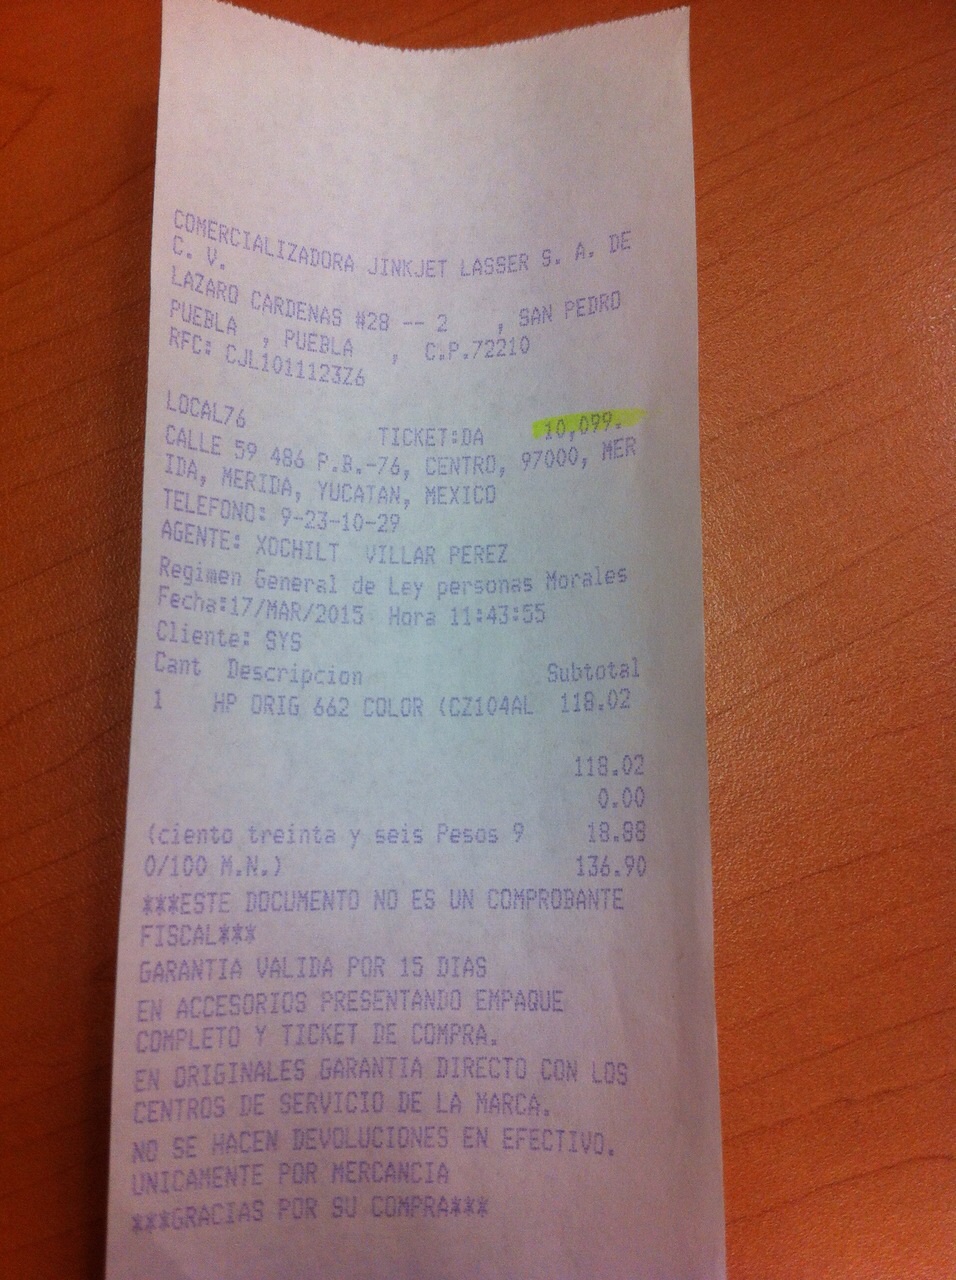 COMERCIALIZADORA JINKJET LASSER S. A. DE
C. V.
LAZARO CARDENAS #28 -- 2 , SAN PEDRO
PUEBLA , PUEBLA , C.P.72210
RFC: CJL1011123Z6
LOCAL76 TICKET:DA 10,099.
CALLE 59 486 P.B.-76, CENTRO, 97000, MER
IDA, MERIDA, YUCATAN, MEXICO
TELEFONO: 9-23-10-29
AGENTE: XOCHILT VILLAR PEREZ
Regimen General de Ley personas Morales
Fecha:17/MAR/2015 Hora 11:43:55
Cliente: SYS
Cant Descripcion Subtotal
1 HP ORIG 662 COLOR (CZ104AL 118.02
118.02
0.00
(ciento treinta y seis Pesos 9 18.88
0/100 M.N.) 136.90
***ESTE DOCUMENTO NO ES UN COMPROBANTE
FISCAL***
GARANTIA VALIDA POR 15 DIAS
EN ACCESORIOS PRESENTANDO EMPAQUE
COMPLETO Y TICKET DE COMPRA.
EN ORIGINALES GARANTIA DIRECTO CON LOS
CENTROS DE SERVICIO DE LA MARCA.
NO SE HACEN DEVOLUCIONES EN EFECTIVO.
UNICAMENTE POR MERCANCIA
***GRACIAS POR SU COMPRA***